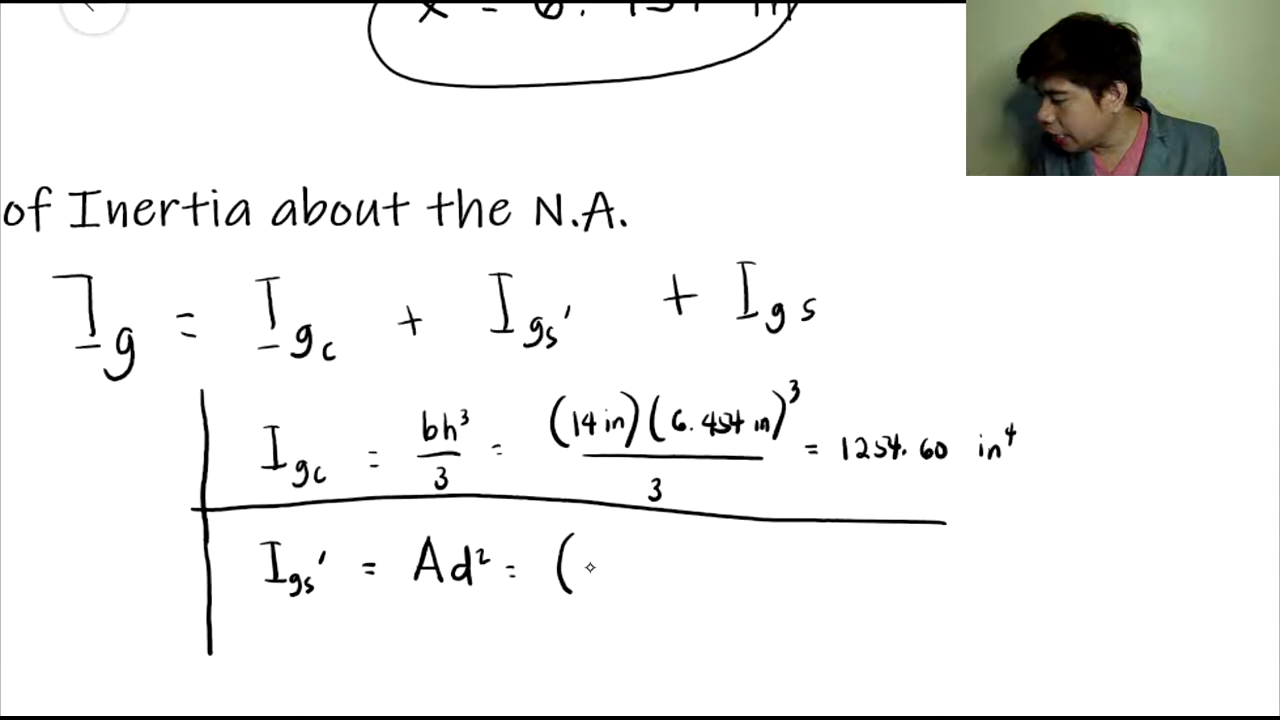 of Inertia about the N.A.
Ig = Igc + Igs' + Igs
Igc = bh³/3 = (14 in)(6.454 in)³/3 = 1254.60 in⁴
Igs' = Ad² = (